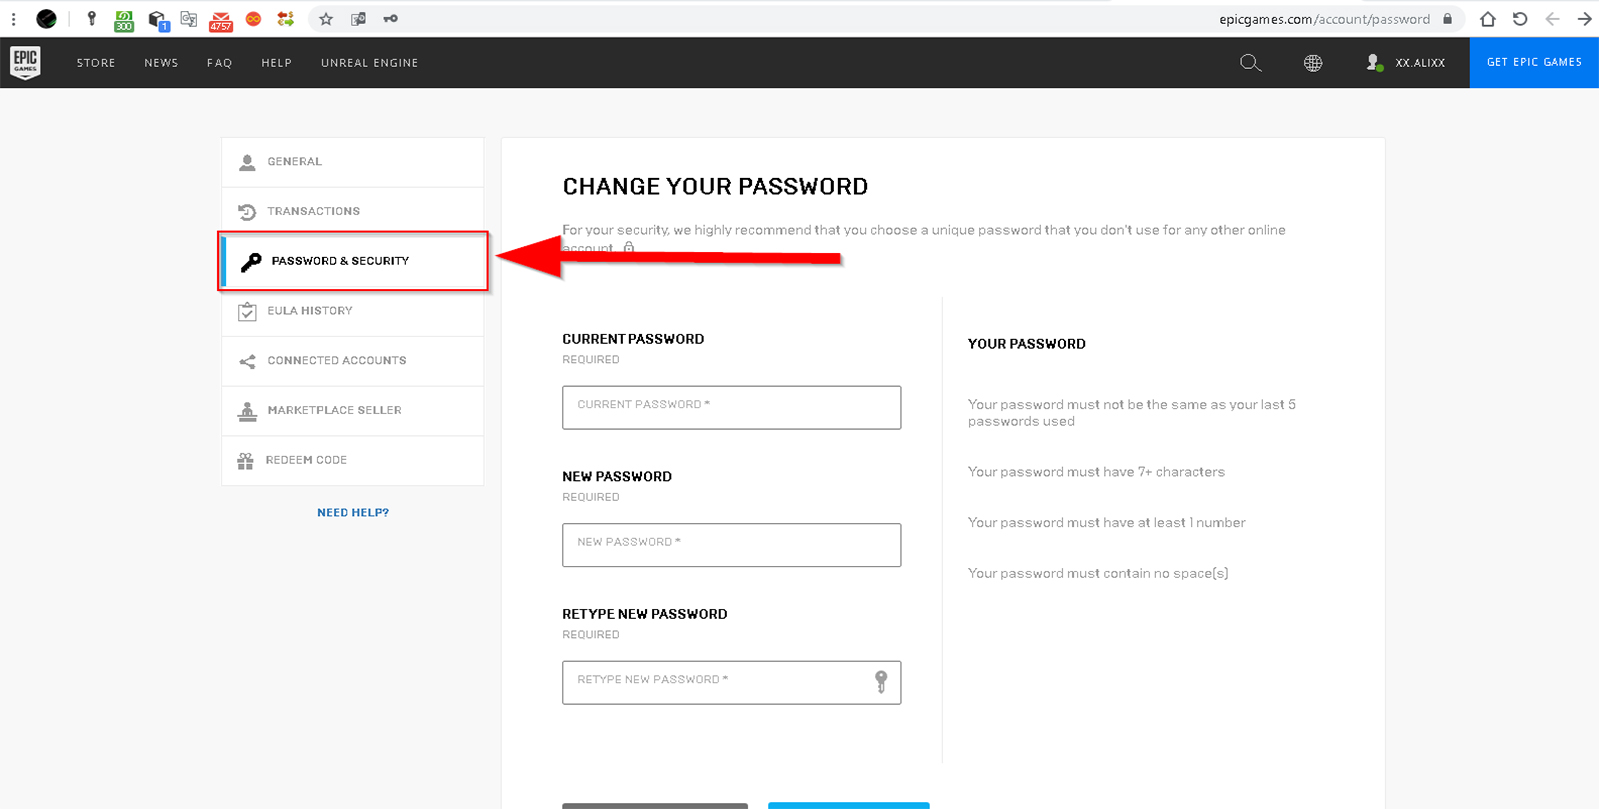 300
1
4757
epicgames.com/account/password
EPIC
GAMES
STORE
NEWS
FAQ
HELP
UNREAL ENGINE
XX.ALIXX
GET EPIC GAMES
GENERAL
TRANSACTIONS
PASSWORD & SECURITY
EULA HISTORY
CONNECTED ACCOUNTS
MARKETPLACE SELLER
REDEEM CODE
NEED HELP?
CHANGE YOUR PASSWORD
For your security, we highly recommend that you choose a unique password that you don't use for any other online
account.
CURRENT PASSWORD
REQUIRED
CURRENT PASSWORD *
NEW PASSWORD
REQUIRED
NEW PASSWORD *
RETYPE NEW PASSWORD
REQUIRED
RETYPE NEW PASSWORD *
YOUR PASSWORD
Your password must not be the same as your last 5
passwords used
Your password must have 7+ characters
Your password must have at least 1 number
Your password must contain no space(s)